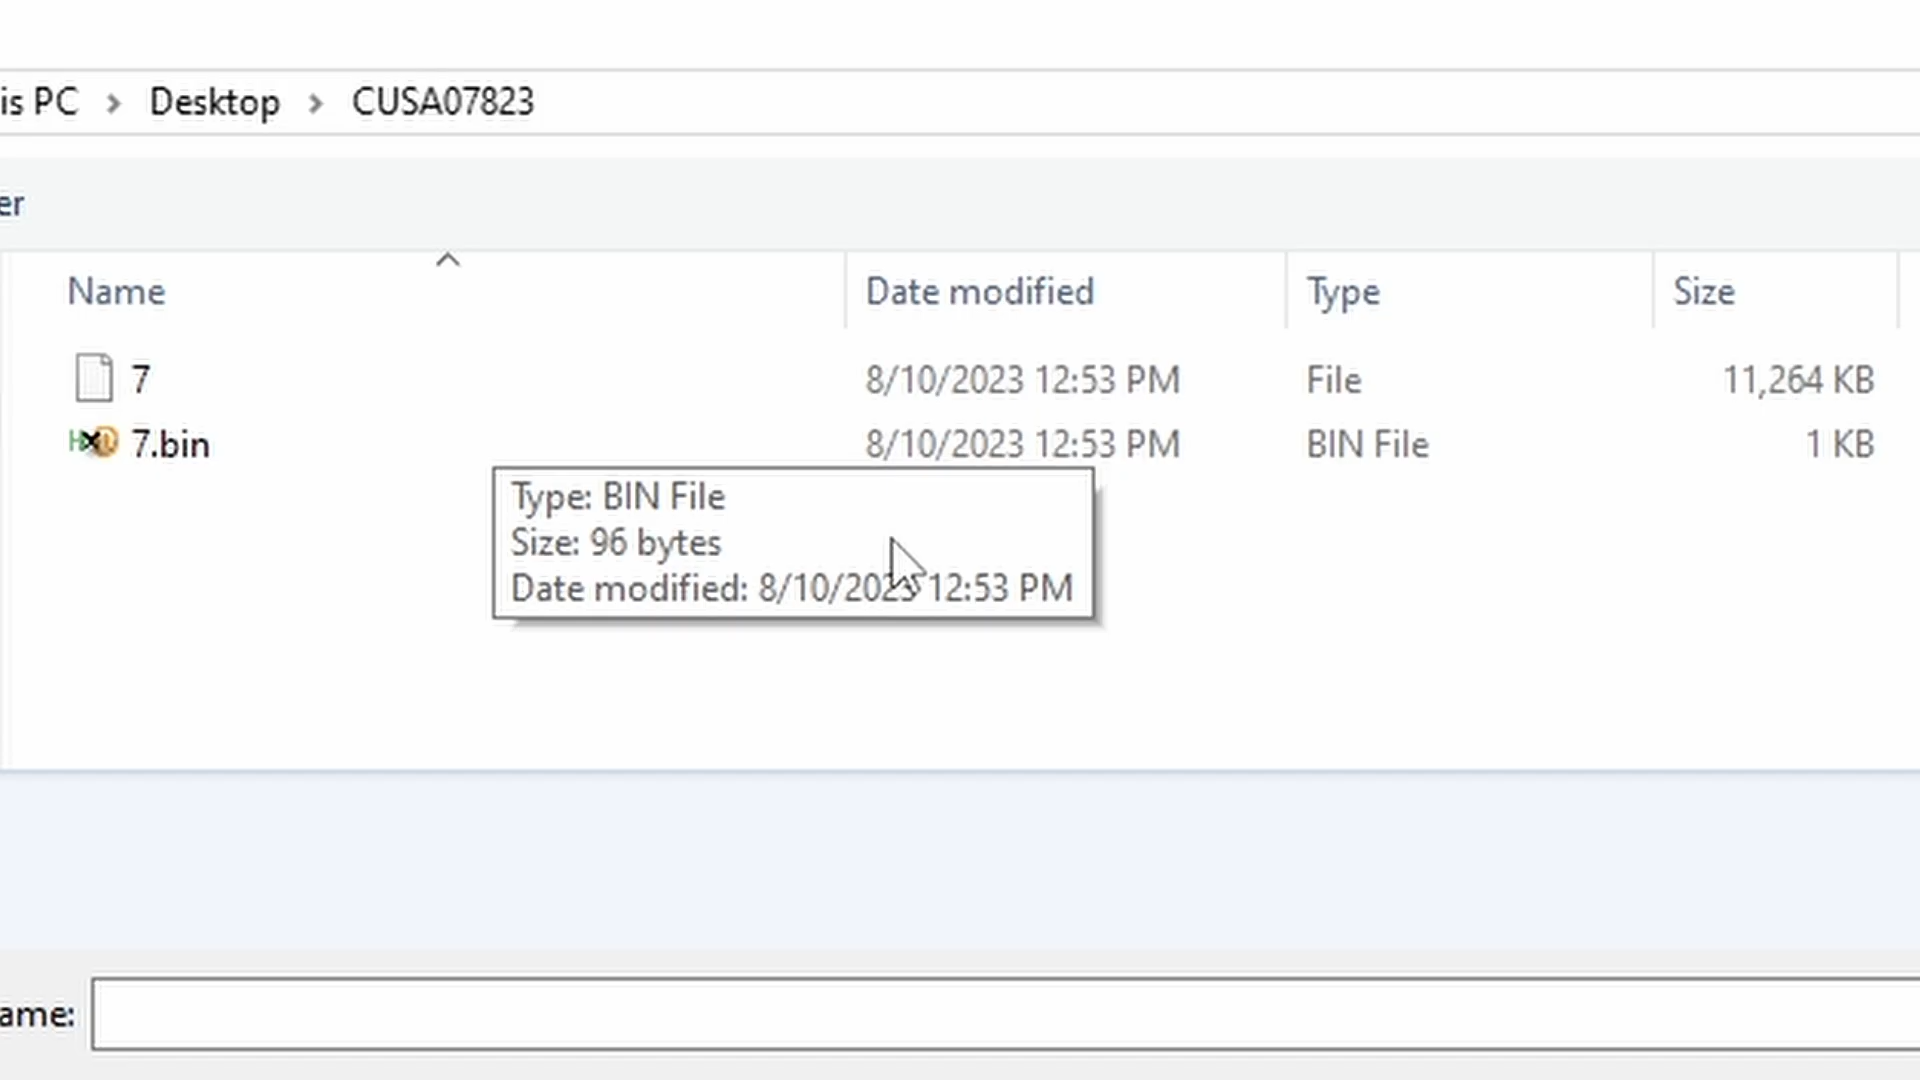 is PC > Desktop > CUSA07823
er
Name Date modified Type Size
7 8/10/2023 12:53 PM File 11,264 KB
7.bin 8/10/2023 12:53 PM BIN File 1 KB
Type: BIN File
Size: 96 bytes
Date modified: 8/10/2023 12:53 PM
ame: